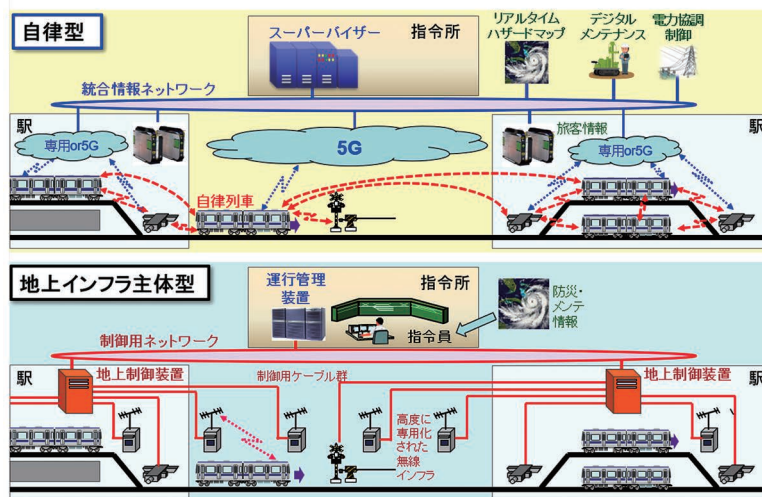 自律型
スーパーバイザー
指令所
リアルタイム
ハザードマップ
デジタル
メンテナンス
電力協調
制御
統合情報ネットワーク
駅
専用or5G
5G
旅客情報
駅
専用or5G
自律列車
地上インフラ主体型
運行管理
装置
指令所
指令員
防災・
メンテ
情報
制御用ネットワーク
駅
地上制御装置
制御用ケーブル群
高度に
専用化
された
無線
インフラ
地上制御装置
駅